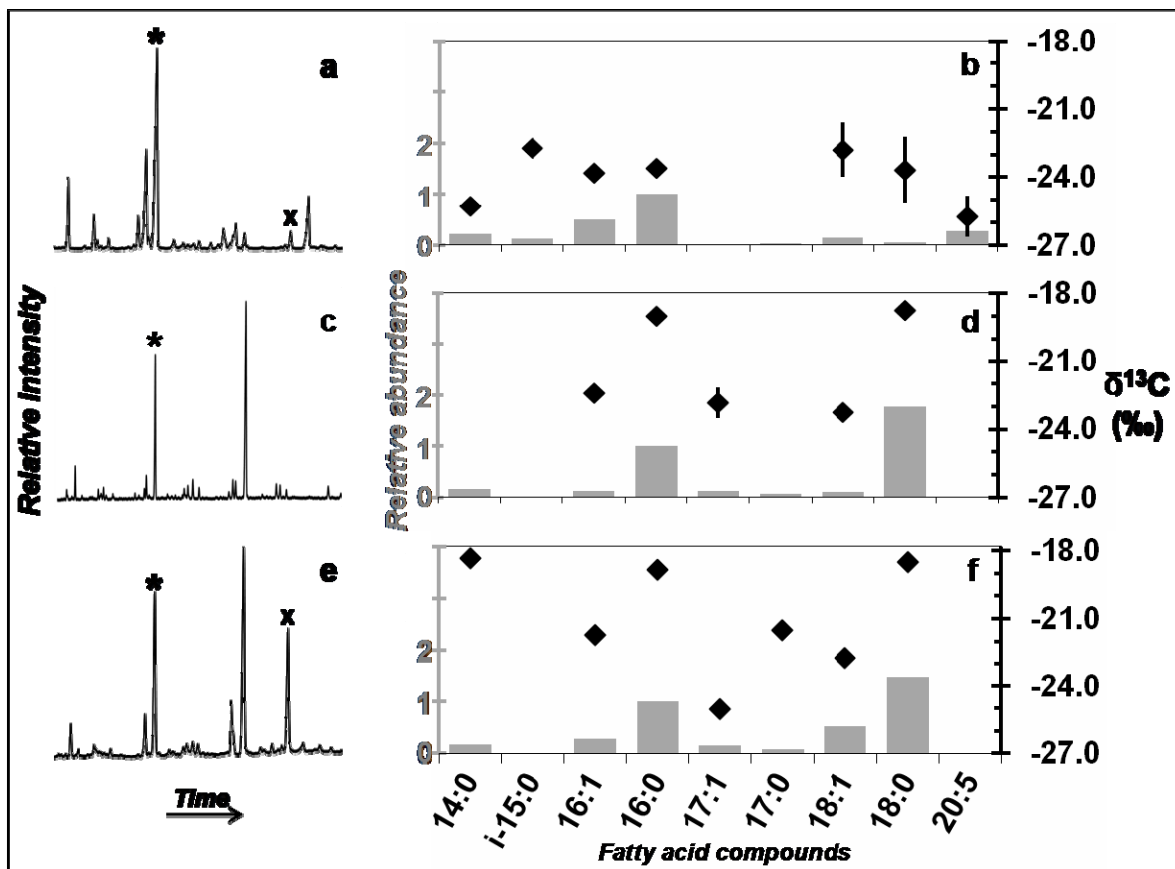 *
a
x
b
-18.0
-21.0
-24.0
-27.0
2
1
0
*
c
d
-18.0
-21.0
-24.0
-27.0
2
1
0
*
e
x
f
-18.0
-21.0
-24.0
-27.0
2
1
0
Relative Intensity
Relative abundance
δ¹³C
(‰)
Time
14:0
i-15:0
16:1
16:0
17:1
17:0
18:1
18:0
20:5
Fatty acid compounds